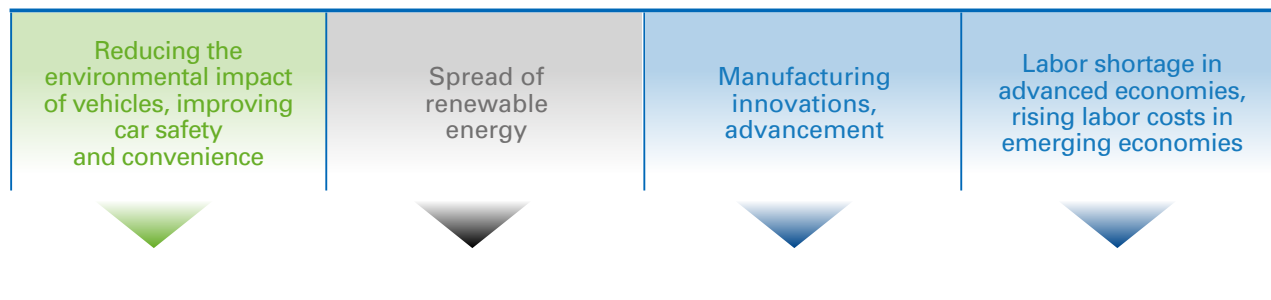 Reducing the
environmental impact
of vehicles, improving
car safety
and convenience
Spread of
renewable
energy
Manufacturing
innovations,
advancement
Labor shortage in
advanced economies,
rising labor costs in
emerging economies